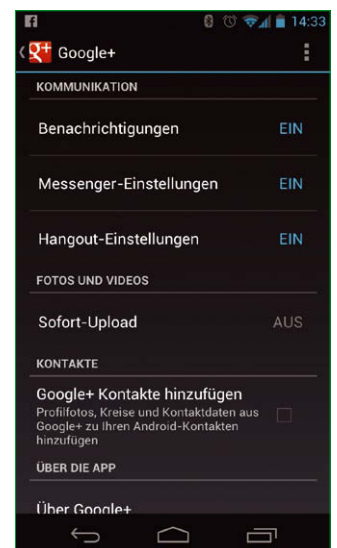 14:33
Google+
KOMMUNIKATION
Benachrichtigungen EIN
Messenger-Einstellungen EIN
Hangout-Einstellungen EIN
FOTOS UND VIDEOS
Sofort-Upload AUS
KONTAKTE
Google+ Kontakte hinzufügen
Profilfotos, Kreise und Kontaktdaten aus
Google+ zu Ihren Android-Kontakten
hinzufügen
ÜBER DIE APP
Über Google+